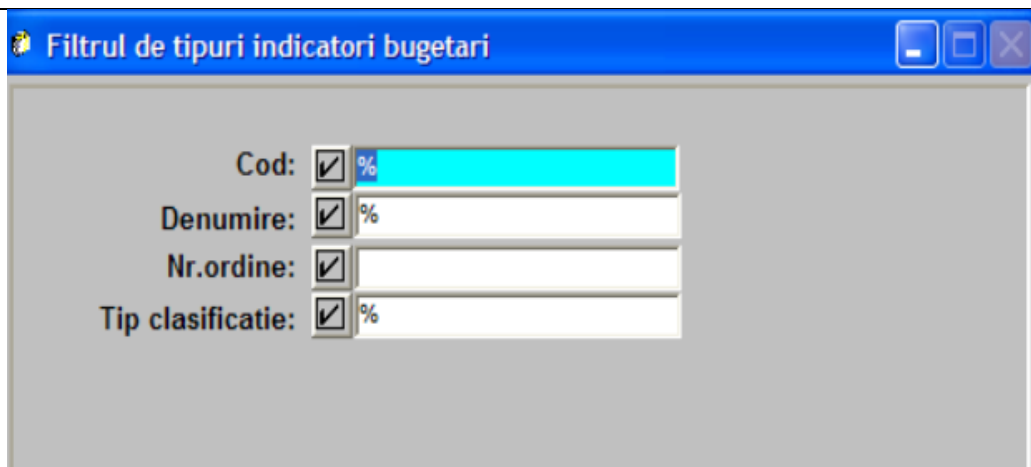 Filtrul de tipuri indicatori bugetari
Cod: %
Denumire: %
Nr.ordine:
Tip clasificatie: %